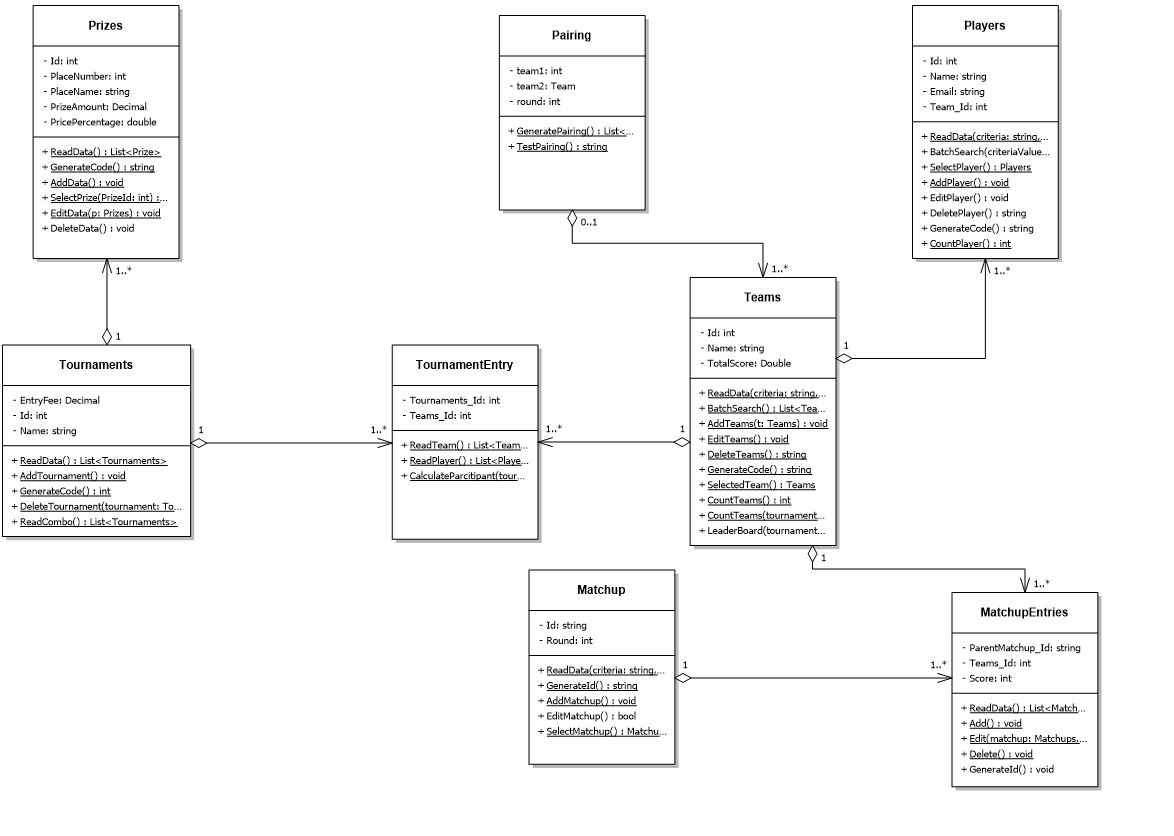 Prizes
- Id: int
- PlaceNumber: int
- PlaceName: string
- PrizeAmount: Decimal
- PricePercentage: double
+ ReadData() : List<Prize>
+ GenerateCode() : string
+ AddData() : void
+ SelectPrize(PrizeId: int) :...
+ EditData(p: Prizes) : void
+ DeleteData() : void
1..*
1
Pairing
- team1: int
- team2: Team
- round: int
+ GeneratePairing() : List<...
+ TestPairing() : string
0..1
1..*
Players
- Id: int
- Name: string
- Email: string
- Team_Id: int
+ ReadData(criteria: string,...
+ BatchSearch(criteriaValue...
+ SelectPlayer() : Players
+ AddPlayer() : void
+ EditPlayer() : void
+ DeletePlayer() : string
+ GenerateCode() : string
+ CountPlayer() : int
1..*
1
Tournaments
- EntryFee: Decimal
- Id: int
- Name: string
+ ReadData() : List<Tournaments>
+ AddTournament() : void
+ GenerateCode() : int
+ DeleteTournament(tournament: To...
+ ReadCombo() : List<Tournaments>
1
1..*
TournamentEntry
- Tournaments_Id: int
- Teams_Id: int
+ ReadTeam() : List<Team...
+ ReadPlayer() : List<Playe...
+ CalculateParcitipant(tour...
1..*
1
Teams
- Id: int
- Name: string
- TotalScore: Double
+ ReadData(criteria: string,...
+ BatchSearch() : List<Tea...
+ AddTeams(t: Teams) : void
+ EditTeams() : void
+ DeleteTeams() : string
+ GenerateCode() : string
+ SelectedTeam() : Teams
+ CountTeams() : int
+ CountTeams(tournament...
+ LeaderBoard(tournament...
1
1..*
Matchup
- Id: string
- Round: int
+ ReadData(criteria: string,...
+ GenerateId() : string
+ AddMatchup() : void
+ EditMatchup() : bool
+ SelectMatchup() : Matchu...
1
1..*
MatchupEntries
- ParentMatchup_Id: string
- Teams_Id: int
- Score: int
+ ReadData() : List<Match...
+ Add() : void
+ Edit(matchup: Matchups,...
+ Delete() : void
+ GenerateId() : void